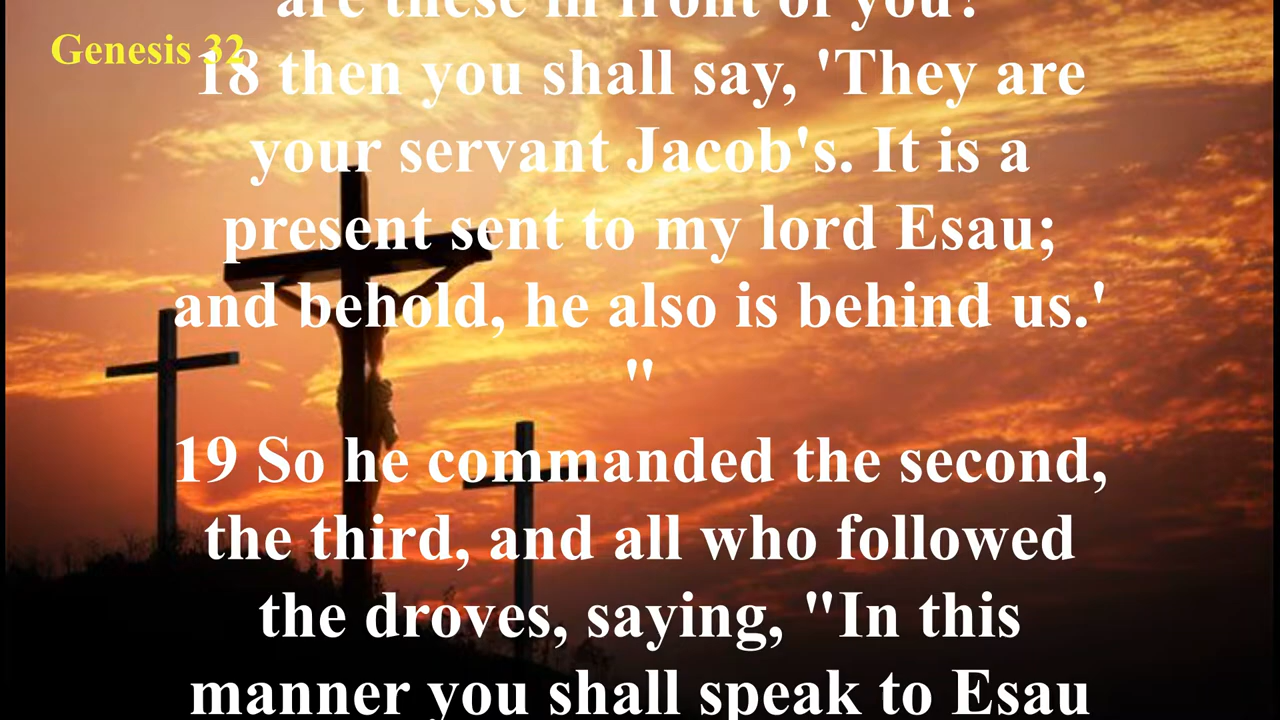 are these in front of you?'
Genesis 32
18 then you shall say, 'They are
your servant Jacob's. It is a
present sent to my lord Esau;
and behold, he also is behind us.'
"
19 So he commanded the second,
the third, and all who followed
the droves, saying, "In this
manner you shall speak to Esau